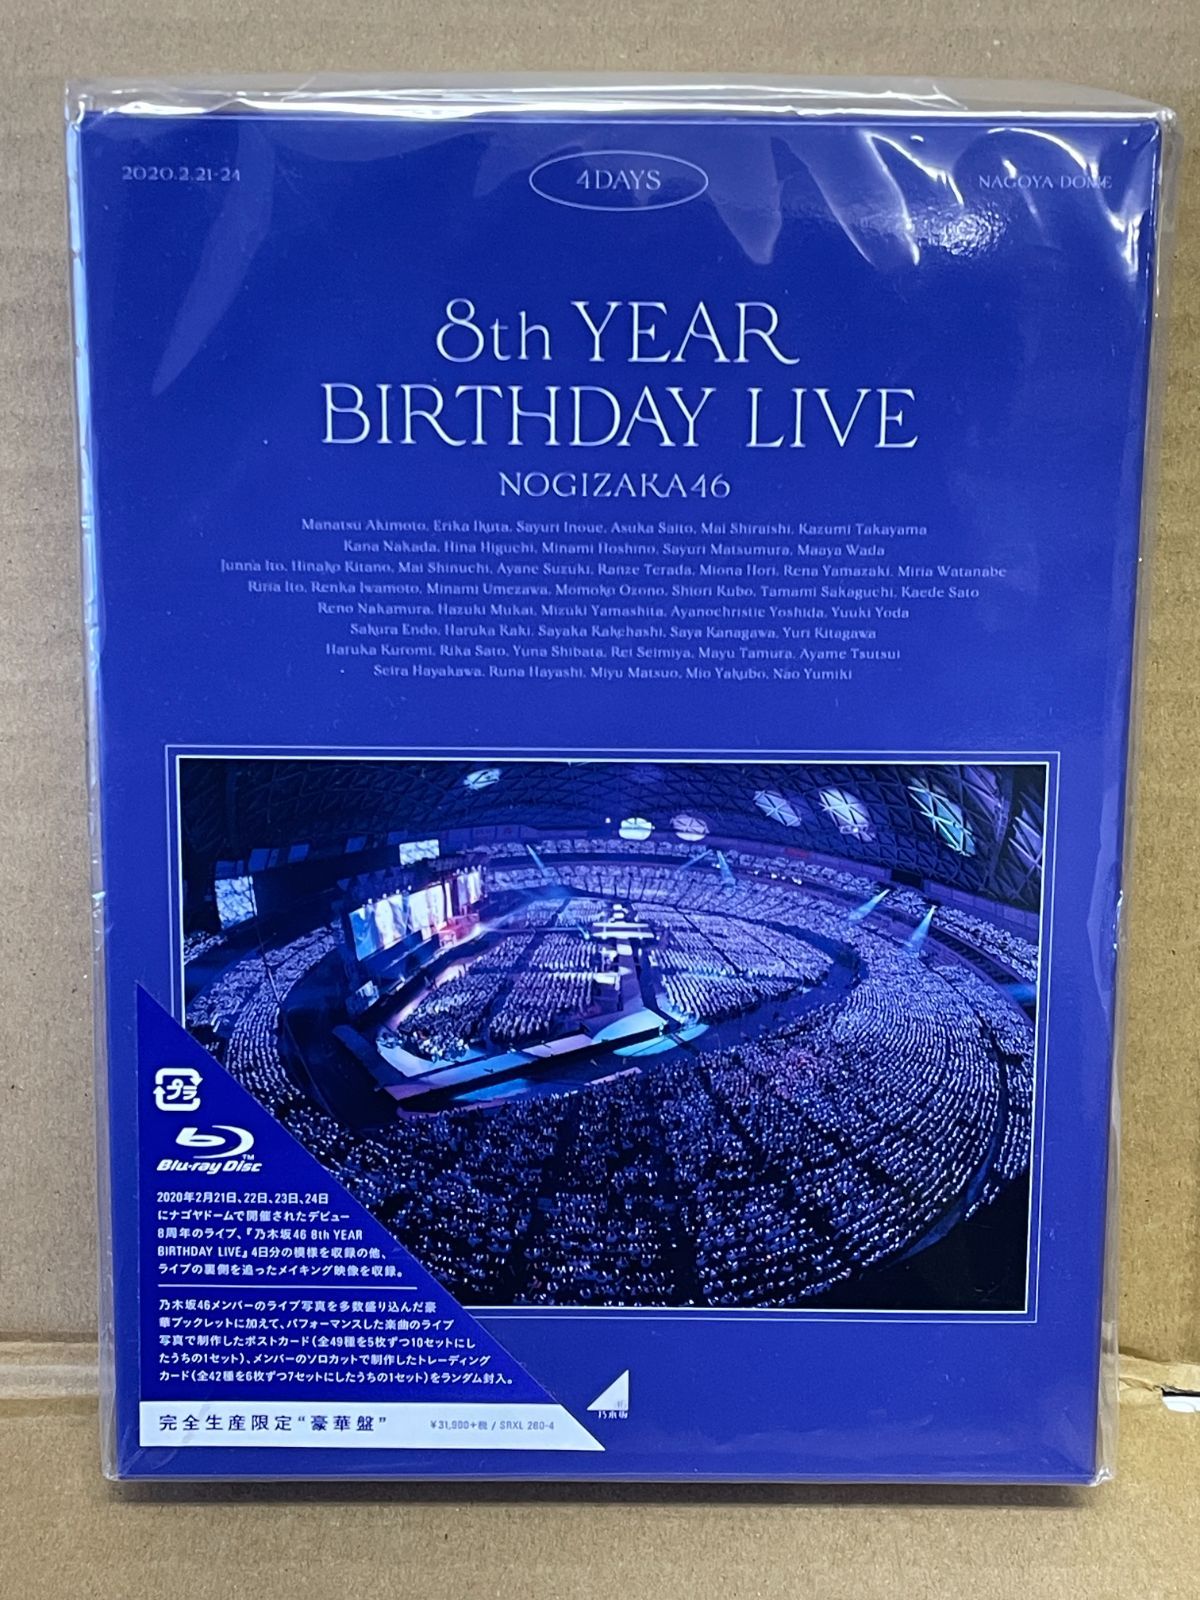 2020.2.21-24
4DAYS
NAGOYA DOME
8th YEAR
BIRTHDAY LIVE
NOGIZAKA46
Manatsu Akimoto, Erika Ikuta, Sayuri Inoue, Asuka Saito, Mai Shiraishi, Kazumi Takayama
Kana Nakada, Hina Higuchi, Minami Hoshino, Sayuri Matsumura, Maaya Wada
Junna Ito, Hinako Kitano, Mai Shinuchi, Ayane Suzuki, Ranze Terada, Miona Hori, Rena Yamazaki, Miria Watanabe
Riria Ito, Renka Iwamoto, Minami Umezawa, Momoko Ozono, Shiori Kubo, Tamami Sakaguchi, Kaede Sato
Reno Nakamura, Hazuki Mukai, Mizuki Yamashita, Ayanochristie Yoshida, Yuuki Yoda
Sakura Endo, Haruka Kaki, Sayaka Kakehashi, Saya Kanagawa, Yuri Kitagawa
Haruka Kuromi, Rika Sato, Yuna Shibata, Rei Seimiya, Mayu Tamura, Ayame Tsutsui
Seira Hayakawa, Runa Hayashi, Miyu Matsuo, Mio Yakubo, Nao Yumiki
プラ
Blu-ray Disc™
2020年2月21日、22日、23日、24日
にナゴヤドームで開催されたデビュー
8周年のライブ、『乃木坂46 8th YEAR
BIRTHDAY LIVE』4日分の模様を収録の他、
ライブの裏側を追ったメイキング映像を収録。
乃木坂46メンバーのライブ写真を多数盛り込んだ豪
華ブックレットに加えて、パフォーマンスした楽曲のライブ
写真で制作したポストカード(全49種を5枚ずつ10セットにし
たうちの1セット)、メンバーのソロカットで制作したトレーディング
カード(全42種を6枚ずつ7セットにしたうちの1セット)をランダム封入。
完全生産限定“豪華盤”
¥31,900+税 / SRXL 260-4
46
乃木坂